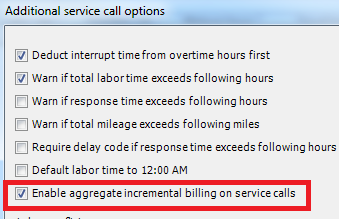 Additional service call options
Deduct interrupt time from overtime hours first
Warn if total labor time exceeds following hours
Warn if response time exceeds following hours
Warn if total mileage exceeds following miles
Require delay code if response time exceeds following hours
Default labor time to 12:00 AM
Enable aggregate incremental billing on service calls